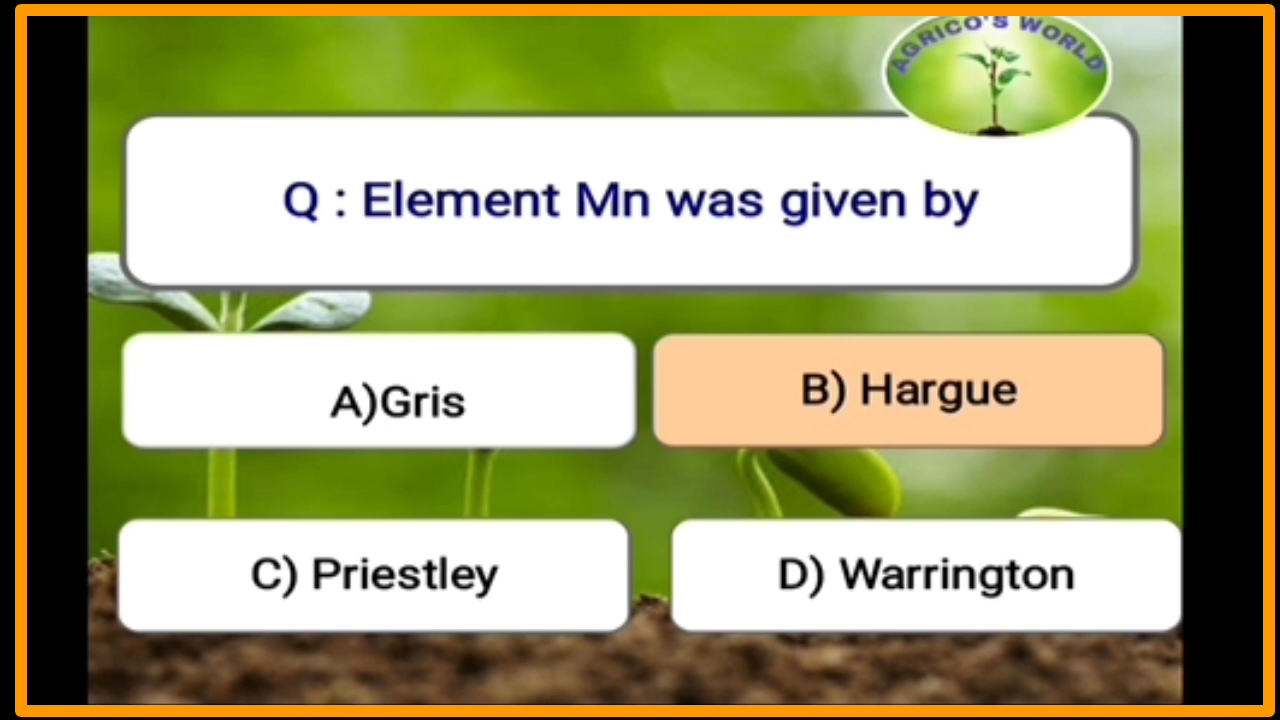 AGRICO'S WORLD
Q : Element Mn was given by
A)Gris
B) Hargue
C) Priestley
D) Warrington